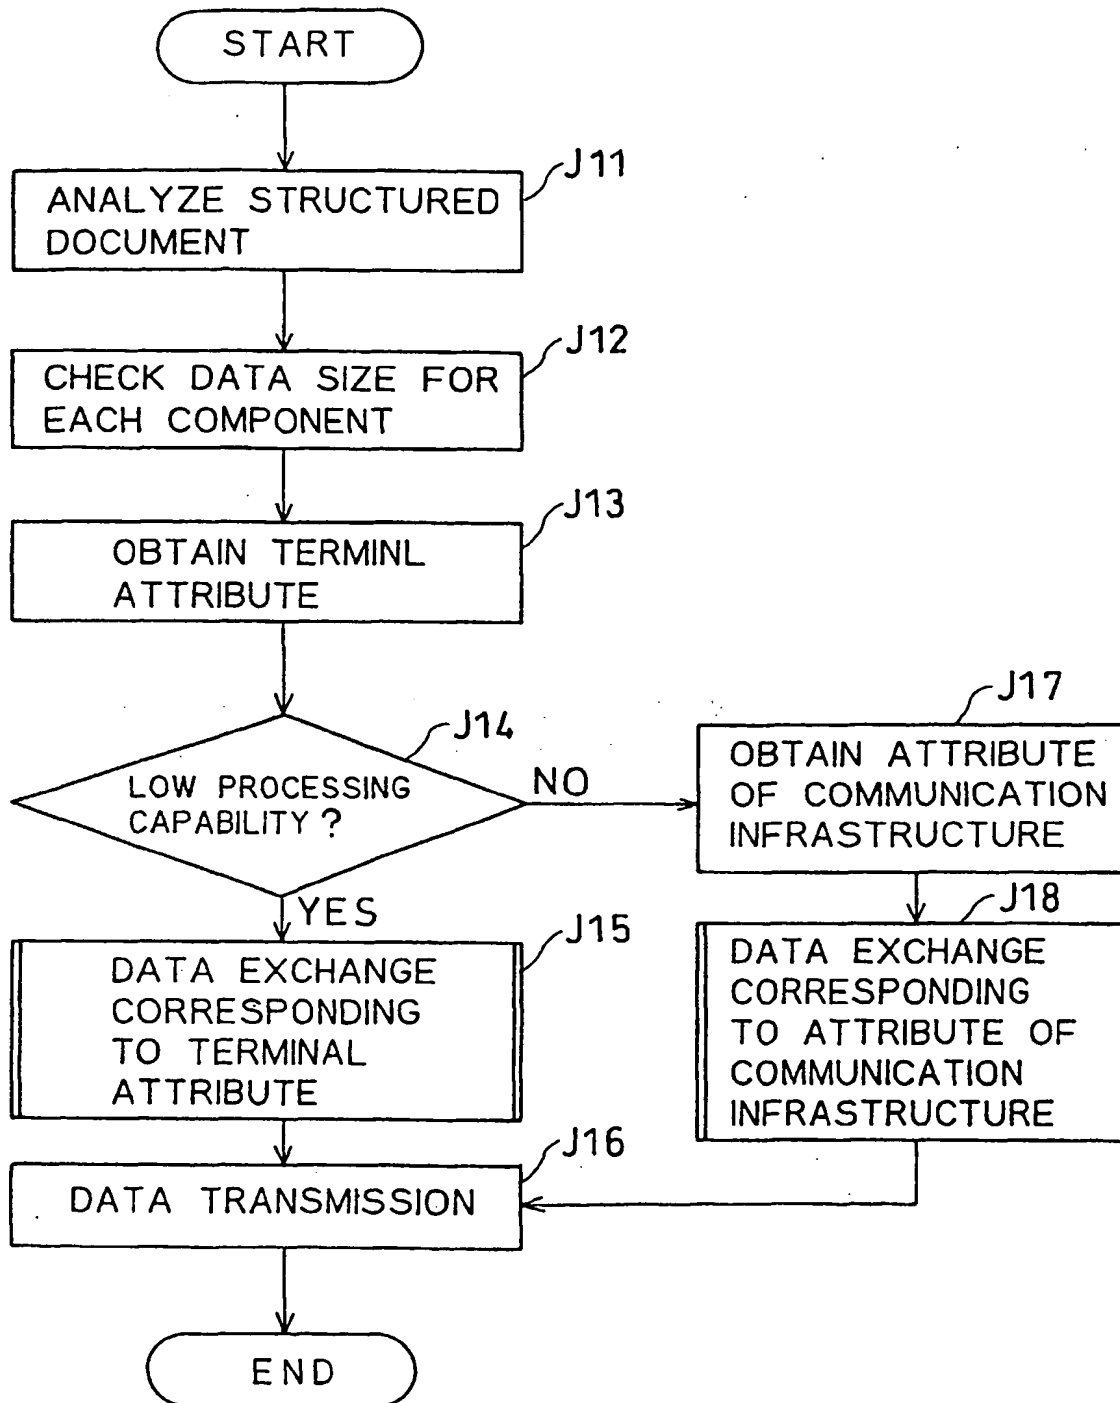 START
J11
ANALYZE STRUCTURED
DOCUMENT
J12
CHECK DATA SIZE FOR
EACH COMPONENT
J13
OBTAIN TERMINL
ATTRIBUTE
J14
LOW PROCESSING
CAPABILITY?
NO
YES
J17
OBTAIN ATTRIBUTE
OF COMMUNICATION
INFRASTRUCTURE
J15
DATA EXCHANGE
CORRESPONDING
TO TERMINAL
ATTRIBUTE
J18
DATA EXCHANGE
CORRESPONDING
TO ATTRIBUTE OF
COMMUNICATION
INFRASTRUCTURE
J16
DATA TRANSMISSION
END